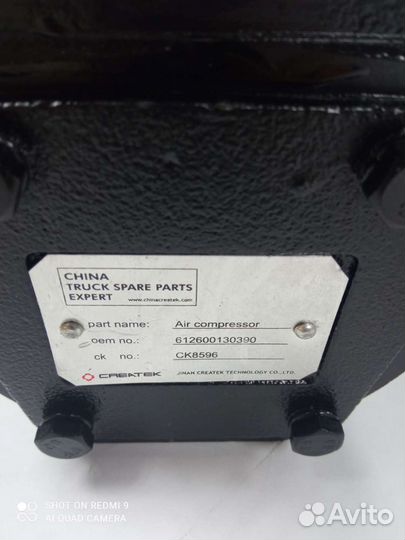 CHINA
TRUCK SPARE PARTS
EXPERT www.chinacreatek.com
part name: Air compressor
oem no.: 612600130390
ck no.: CK8596
CREATEK JINAN CREATEK TECHNOLOGY CO., LTD.
SHOT ON REDMI 9
AI QUAD CAMERA
Avito